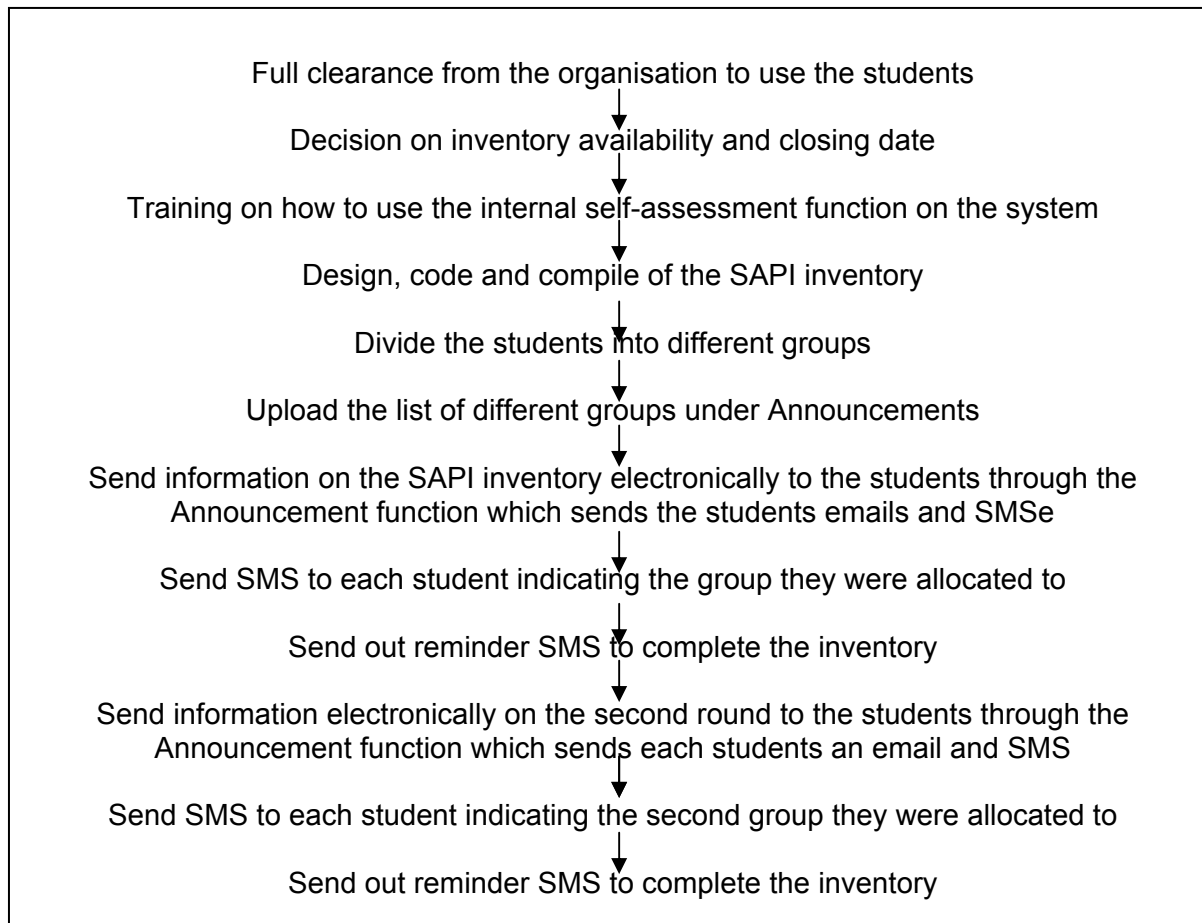 Full clearance from the organisation to use the students
Decision on inventory availability and closing date
Training on how to use the internal self-assessment function on the system
Design, code and compile of the SAPI inventory
Divide the students into different groups
Upload the list of different groups under Announcements
Send information on the SAPI inventory electronically to the students through the
Announcement function which sends the students emails and SMSe
Send SMS to each student indicating the group they were allocated to
Send out reminder SMS to complete the inventory
Send information electronically on the second round to the students through the
Announcement function which sends each students an email and SMS
Send SMS to each student indicating the second group they were allocated to
Send out reminder SMS to complete the inventory